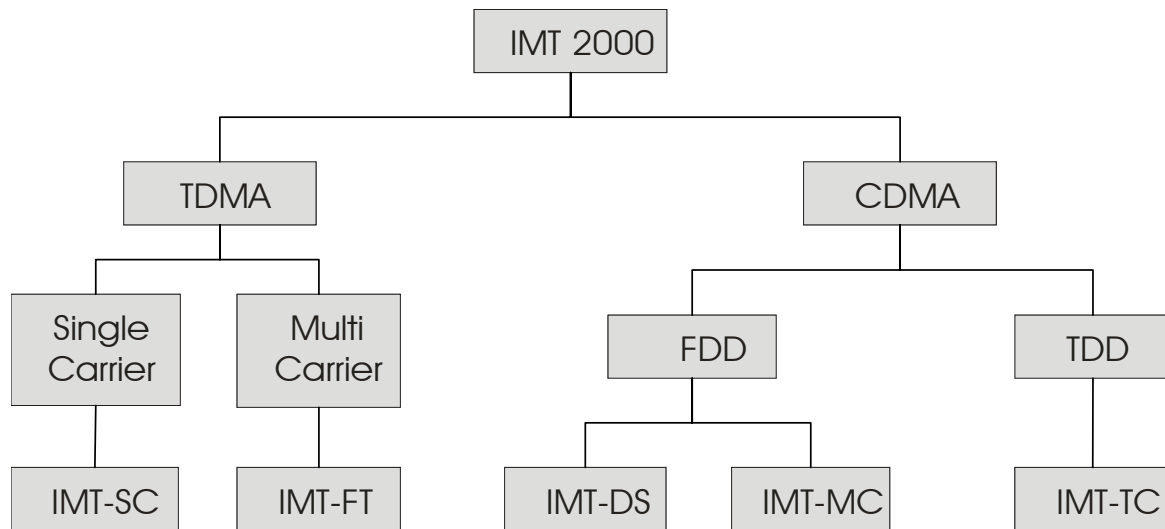 IMT 2000
TDMA
CDMA
Single
Carrier
Multi
Carrier
FDD
TDD
IMT-SC
IMT-FT
IMT-DS
IMT-MC
IMT-TC